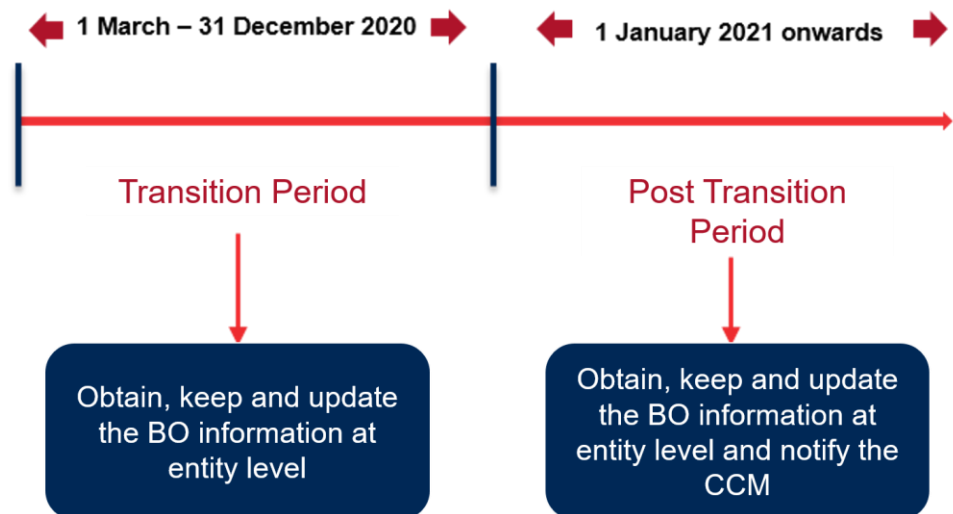 1 March – 31 December 2020
1 January 2021 onwards
Transition Period
Post Transition
Period
Obtain, keep and update
the BO information at
entity level
Obtain, keep and update
the BO information at
entity level and notify the
CCM